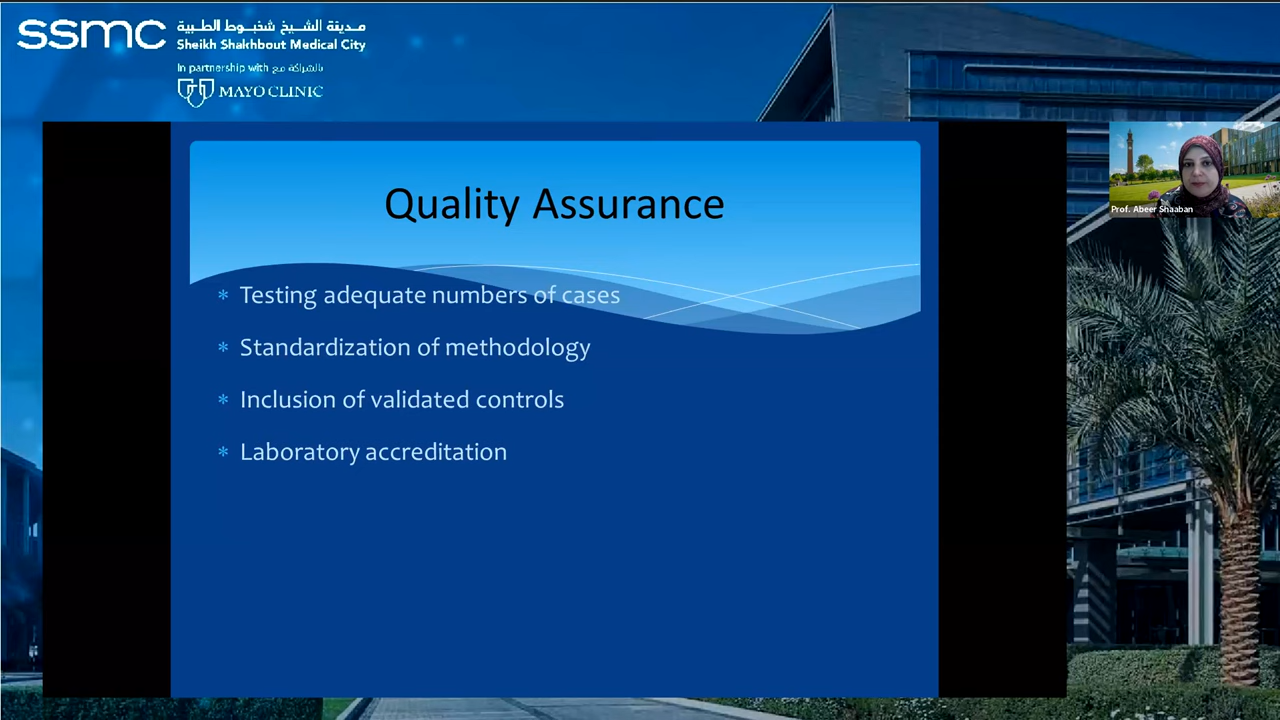 ssmc
مدينة الشيخ شخبوط الطبية
Sheikh Shakhbout Medical City
In partnership with بالشراكة مع
MAYO CLINIC
Prof. Abeer Shaaban
Quality Assurance
* Testing adequate numbers of cases
* Standardization of methodology
* Inclusion of validated controls
* Laboratory accreditation